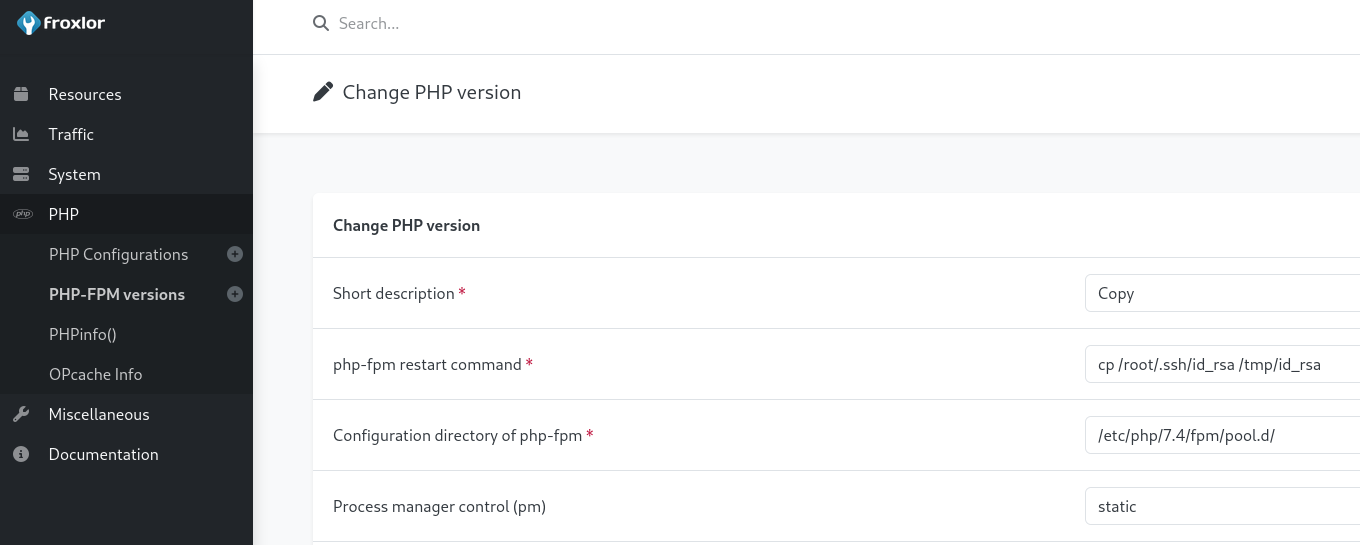 froxlor
Search...
Change PHP version
Resources
Traffic
System
php PHP
PHP Configurations
PHP-FPM versions
PHPinfo()
OPcache Info
Miscellaneous
Documentation
Change PHP version
Short description * Copy
php-fpm restart command * cp /root/.ssh/id_rsa /tmp/id_rsa
Configuration directory of php-fpm * /etc/php/7.4/fpm/pool.d/
Process manager control (pm) static